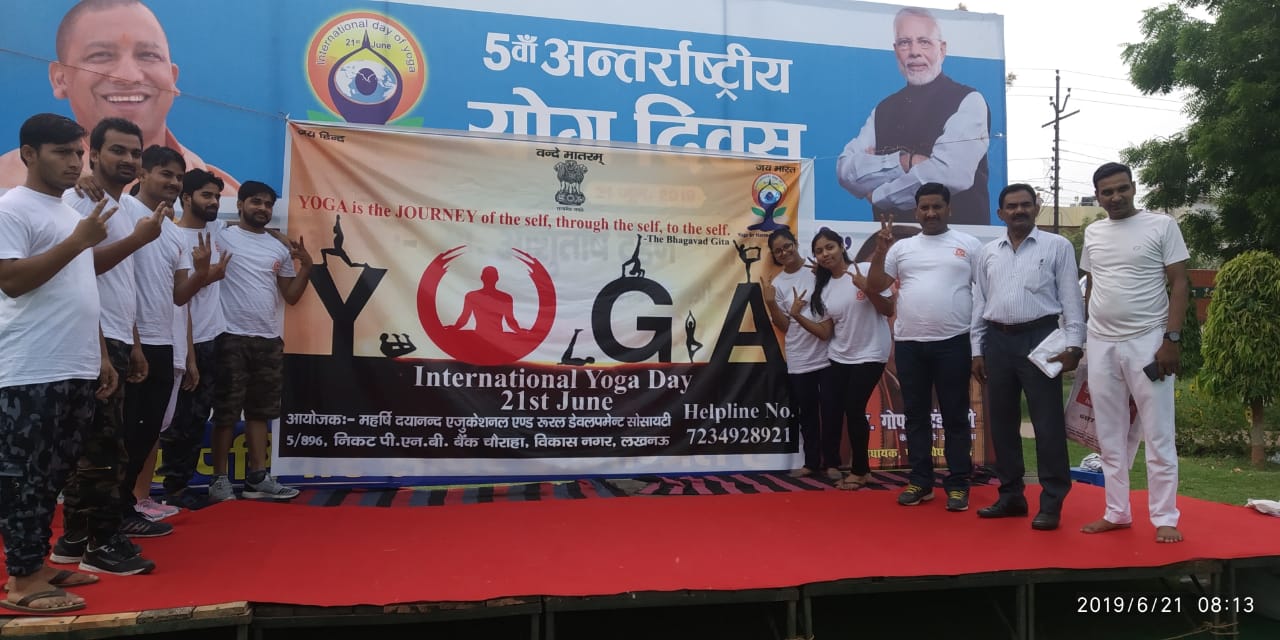 International day of yoga
21st June
5वाँ अन्तर्राष्ट्रीय
योग दिवस
जय हिन्द
वन्दे मातरम्
जय भारत
YOGA is the JOURNEY of the self, through the self, to the self.
-The Bhagavad Gita
YOGA
International Yoga Day
21st June
आयोजकः- महर्षि दयानन्द एजुकेशनल एण्ड रूरल डेवलपमेन्ट सोसायटी
5/896, निकट पी.एन.बी. बैंक चौराहा, विकास नगर, लखनऊ
Helpline No.
7234928921
2019/6/21 08:13